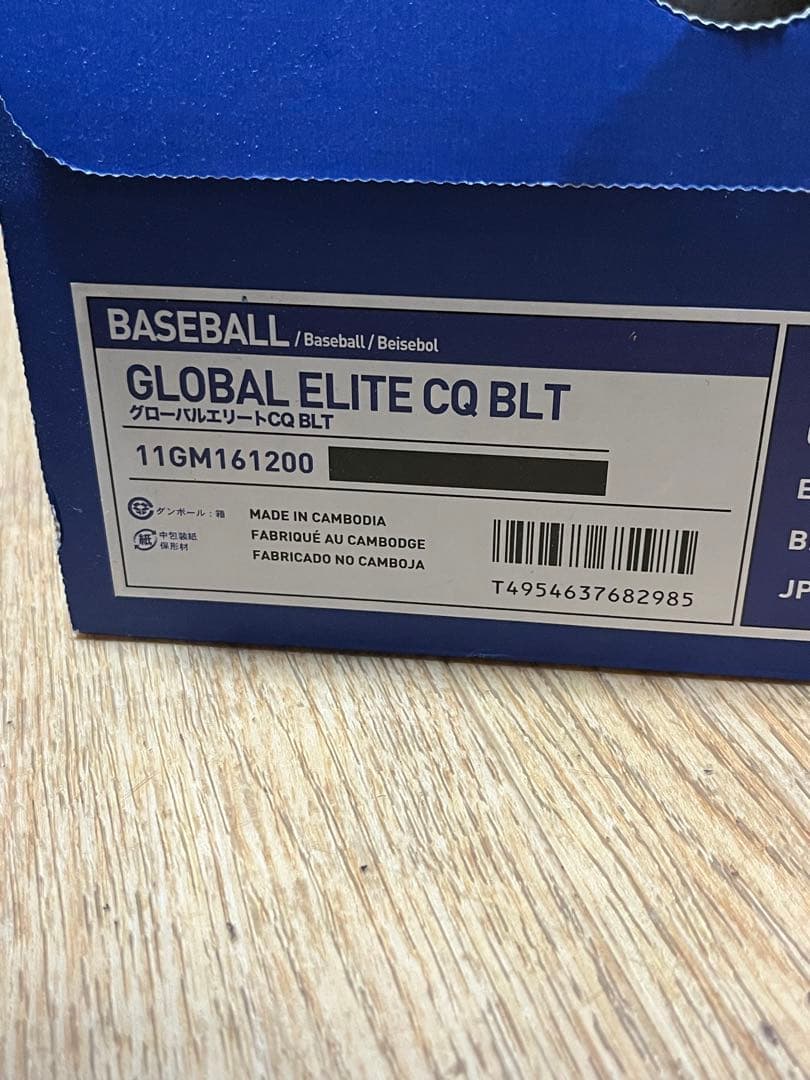 BASEBALL / Baseball / Beisebol
GLOBAL ELITE CQ BLT
グローバルエリートCQ BLT
11GM161200
ダンボール：箱
紙 中包装紙
保形材
MADE IN CAMBODIA
FABRIQUÉ AU CAMBODGE
FABRICADO NO CAMBOJA
T4954637682985
JP